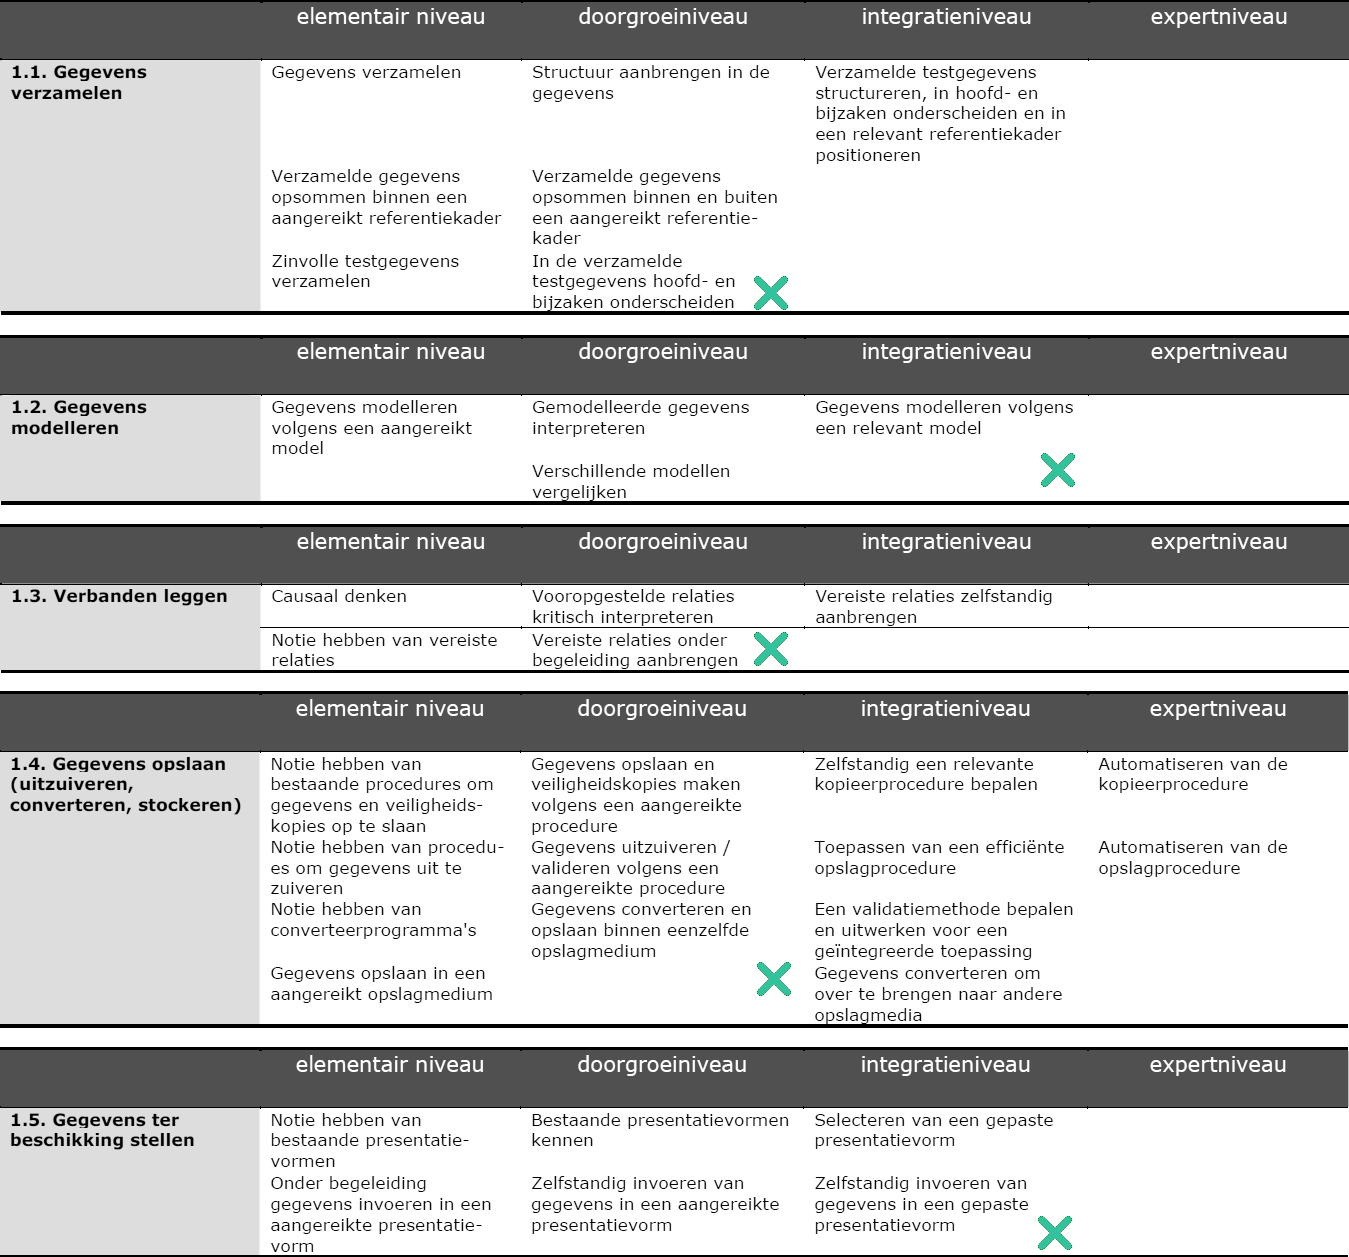 elementair niveau doorgroeiniveau integratieniveau expertniveau
1.1. Gegevens verzamelen
Gegevens verzamelen
Structuur aanbrengen in de
gegevens
Verzamelde testgegevens
structureren, in hoofd- en
bijzaken onderscheiden en in
een relevant referentiekader
positioneren
Verzamelde gegevens
opsommen binnen een
aangereikt referentiekader
Verzamelde gegevens
opsommen binnen en buiten
een aangereikt referentie-
kader
Zinvolle testgegevens
verzamelen
In de verzamelde
testgegevens hoofd- en
bijzaken onderscheiden
elementair niveau doorgroeiniveau integratieniveau expertniveau
1.2. Gegevens
modelleren
Gegevens modelleren
volgens een aangereikt
model
Gemodelleerde gegevens
interpreteren
Gegevens modelleren volgens
een relevant model
Verschillende modellen
vergelijken
elementair niveau doorgroeiniveau integratieniveau expertniveau
1.3. Verbanden leggen
Causaal denken
Vooropgestelde relaties
kritisch interpreteren
Vereiste relaties zelfstandig
aanbrengen
Notie hebben van vereiste
relaties
Vereiste relaties onder
begeleiding aanbrengen
elementair niveau doorgroeiniveau integratieniveau expertniveau
1.4. Gegevens opslaan
(uitzuiveren,
converteren, stockeren)
Notie hebben van
bestaande procedures om
gegevens en veiligheids-
kopies op te slaan
Gegevens opslaan en
veiligheidskopies maken
volgens een aangereikte
procedure
Zelfstandig een relevante
kopieerprocedure bepalen
Automatiseren van de
kopieerprocedure
Notie hebben van procedu-
es om gegevens uit te
zuiveren
Gegevens uitzuiveren /
valideren volgens een
aangereikte procedure
Toepassen van een efficiënte
opslagprocedure
Automatiseren van de
opslagprocedure
Notie hebben van
converteerprogramma's
Gegevens converteren en
opslaan binnen eenzelfde
opslagmedium
Een validatiemethode bepalen
en uitwerken voor een
geïntegreerde toepassing
Gegevens opslaan in een
aangereikt opslagmedium
Gegevens converteren om
over te brengen naar andere
opslagmedia
elementair niveau doorgroeiniveau integratieniveau expertniveau
1.5. Gegevens ter
beschikking stellen
Notie hebben van
bestaande presentatie-
vormen
Bestaande presentatievormen
kennen
Selecteren van een gepaste
presentatievorm
Onder begeleiding
gegevens invoeren in een
aangereikte presentatie-
vorm
Zelfstandig invoeren van
gegevens in een aangereikte
presentatievorm
Zelfstandig invoeren van
gegevens in een gepaste
presentatievorm